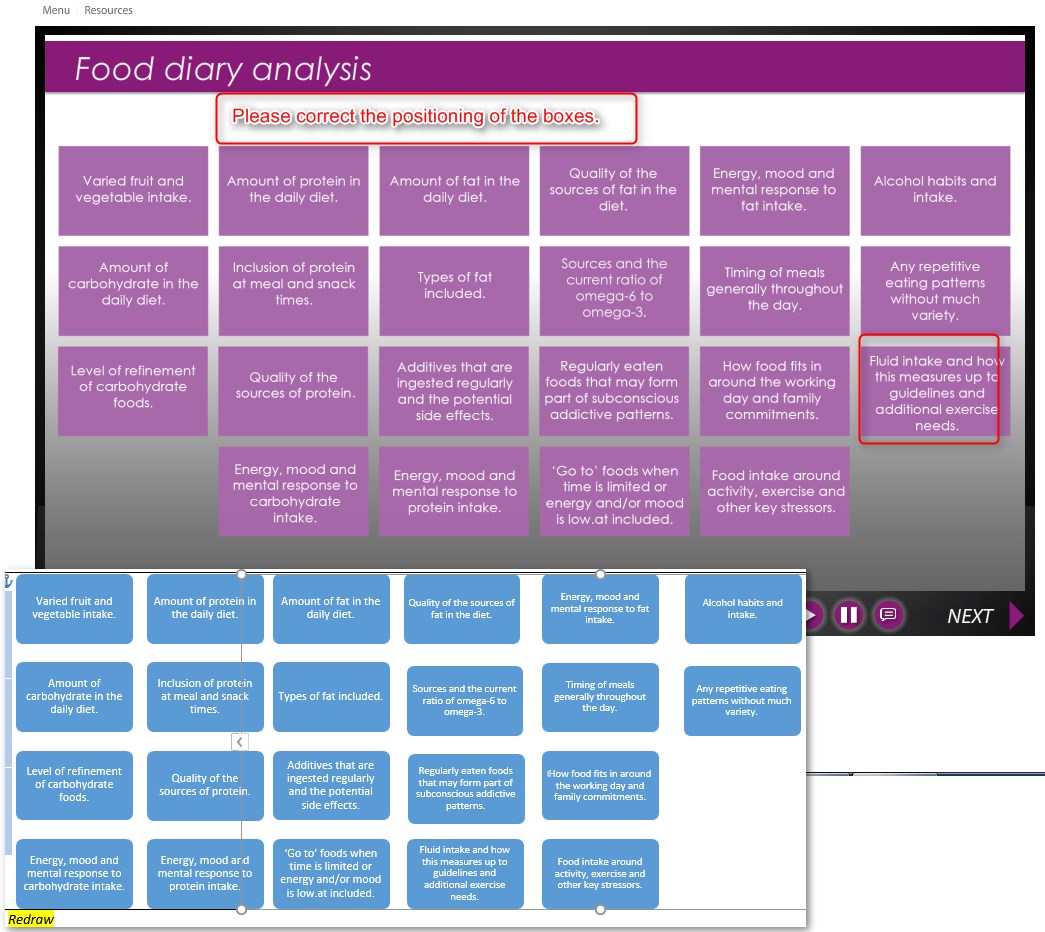 Menu Resources
Food diary analysis
Please correct the positioning of the boxes.
Varied fruit and
vegetable intake.
Amount of protein in
the daily diet.
Amount of fat in the
daily diet.
Quality of the
sources of fat in the
diet.
Energy, mood and
mental response to
fat intake.
Alcohol habits and
intake.
Amount of
carbohydrate in the
daily diet.
Inclusion of protein
at meal and snack
times.
Types of fat
included.
Sources and the
current ratio of
omega-6 to
omega-3.
Timing of meals
generally throughout
the day.
Any repetitive
eating patterns
without much
variety.
Level of refinement
of carbohydrate
foods.
Quality of the
sources of protein.
Additives that are
ingested regularly
and the potential
side effects.
Regularly eaten
foods that may form
part of subconscious
addictive patterns.
How food fits in
around the working
day and family
commitments.
Fluid intake and how
this measures up to
guidelines and
additional exercise
needs.
Energy, mood and
mental response to
carbohydrate
intake.
Energy, mood and
mental response to
protein intake.
‘Go to’ foods when
time is limited or
energy and/or mood
is low.at included.
Food intake around
activity, exercise and
other key stressors.
NEXT
Varied fruit and
vegetable intake.
Amount of protein in
the daily diet.
Amount of fat in the
daily diet.
Quality of the sources of
fat in the diet.
Energy, mood and
mental response to fat
intake.
Alcohol habits and
intake.
Amount of
carbohydrate in the
daily diet.
Inclusion of protein
at meal and snack
times.
Types of fat included.
Sources and the current
ratio of omega-6 to
omega-3.
Timing of meals
generally throughout
the day.
Any repetitive eating
patterns without much
variety.
Level of refinement
of carbohydrate
foods.
Quality of the
sources of protein.
Additives that are
ingested regularly
and the potential
side effects.
Regularly eaten foods
that may form part of
subconscious addictive
patterns.
How food fits in around
the working day and
family commitments.
Energy, mood and
mental response to
carbohydrate intake.
Energy, mood and
mental response to
protein intake.
‘Go to’ foods when
time is limited or
energy and/or mood
is low.at included.
Fluid intake and how
this measures up to
guidelines and
additional exercise
needs.
Food intake around
activity, exercise and
other key stressors.
Redraw